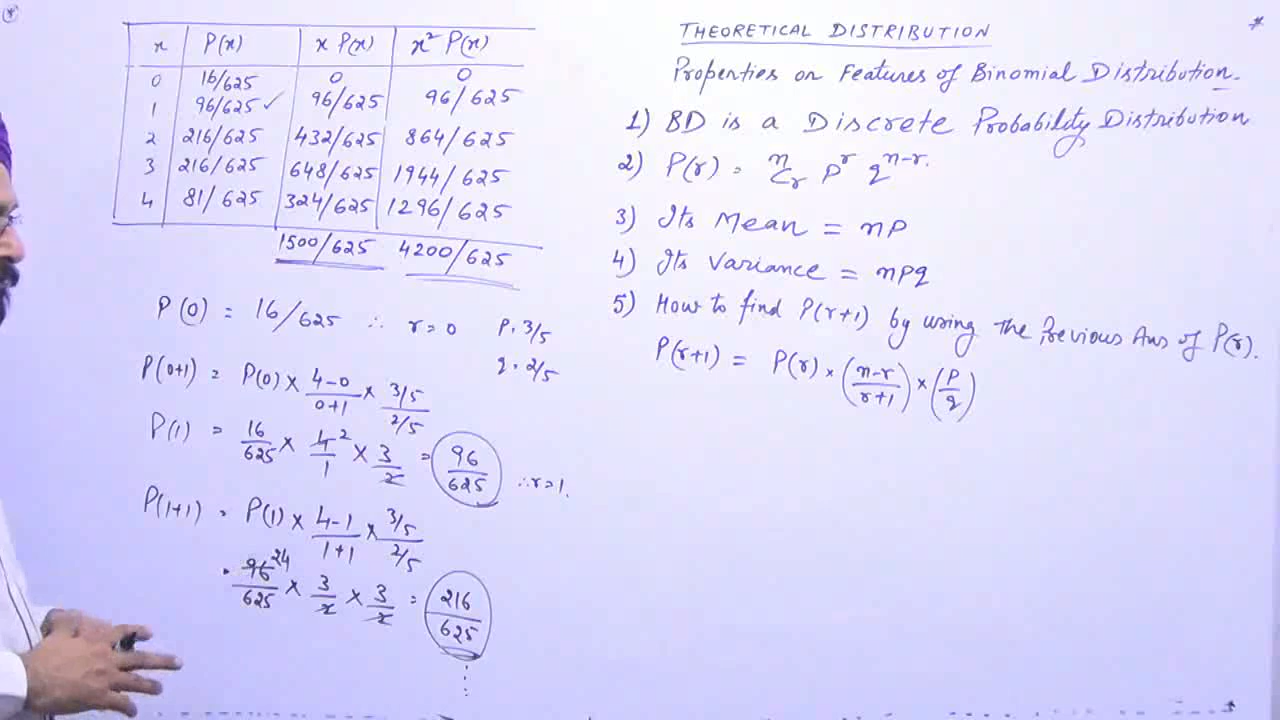 x P(x) x P(x) x² P(x)
0 16/625 0 0
1 96/625 ✓ 96/625 96/625
2 216/625 432/625 864/625
3 216/625 648/625 1944/625
4 81/625 324/625 1296/625
1500/625 4200/625
P(0) = 16/625 ∴ r=0 P = 3/5
q = 2/5
P(0+1) = P(0) × (4-0)/(0+1) × (3/5)/(2/5)
P(1) = 16/625 × 4/1 2 × 3/2 = 96/625 ∴ r=1.
P(1+1) = P(1) × (4-1)/(1+1) × (3/5)/(2/5)
= 96/625 24 × 3/2 × 3/2 = 216/625
THEORETICAL DISTRIBUTION
Properties or Features of Binomial Distribution.
1) BD is a Discrete Probability Distribution
2) P(r) = ⁿCᵣ Pʳ qⁿ⁻ʳ.
3) Its Mean = nP
4) Its Variance = nPq
5) How to find P(r+1) by using the Previous Ans of P(r).
P(r+1) = P(r) × ((n-r)/(r+1)) × (P/q)